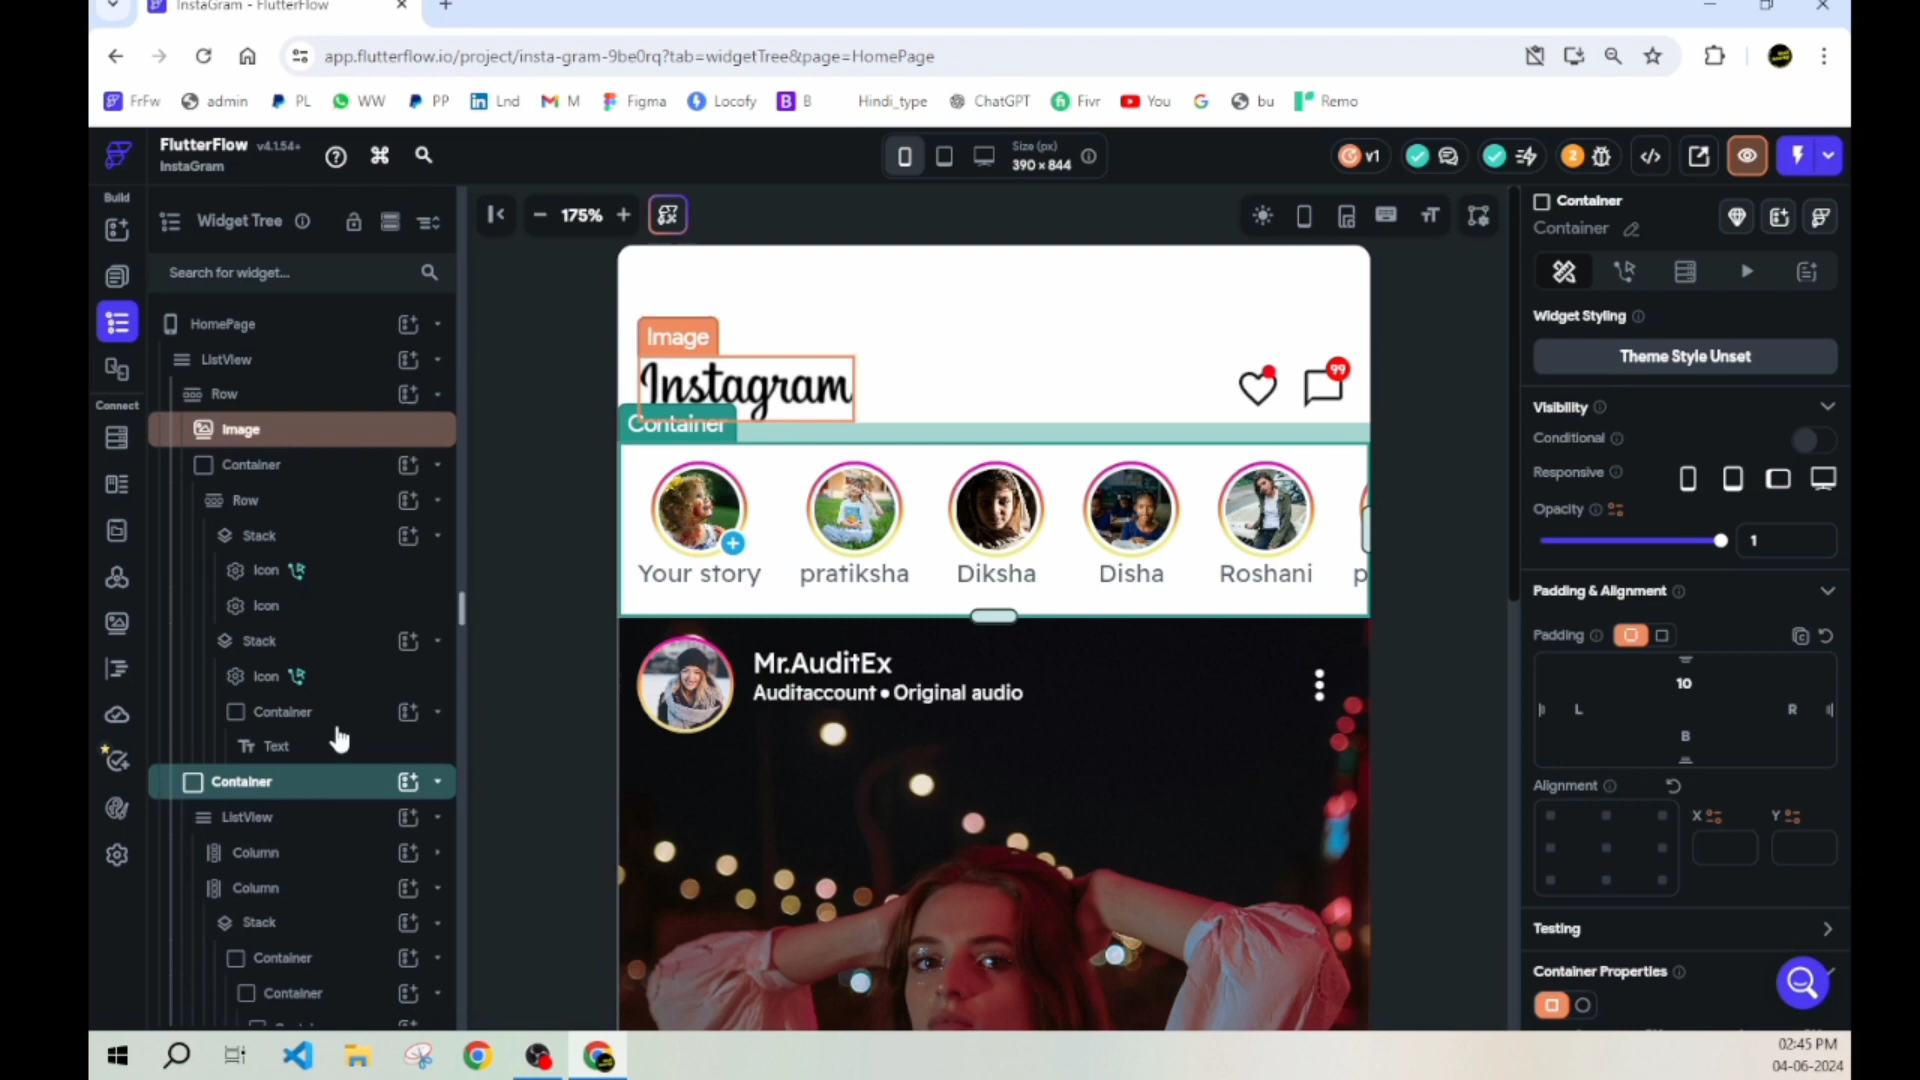 InstaGram - FlutterFlow
app.flutterflow.io/project/insta-gram-9be0rq?tab=widgetTree&page=HomePage
FrFw admin PL WW PP Lnd M Figma Locofy B Hindi_type ChatGPT Fivr You bu Remo
FlutterFlow v4.1.54+
InstaGram
Size (px)
390 × 844
v1
2
Build
Connect
Widget Tree
Search for widget...
HomePage
ListView
Row
Image
Container
Row
Stack
Icon
Icon
Stack
Icon
Container
Text
Container
ListView
Column
Column
Stack
Container
Container
175%
Image
Instagram
99
Container
Your story pratiksha Diksha Disha Roshani p
Mr.AuditEx
Auditaccount • Original audio
Container
Container
Widget Styling
Theme Style Unset
Visibility
Conditional
Responsive
Opacity
1
Padding & Alignment
Padding
10
L R
B
Alignment
X Y
Testing
Container Properties
02:45 PM
04-06-2024